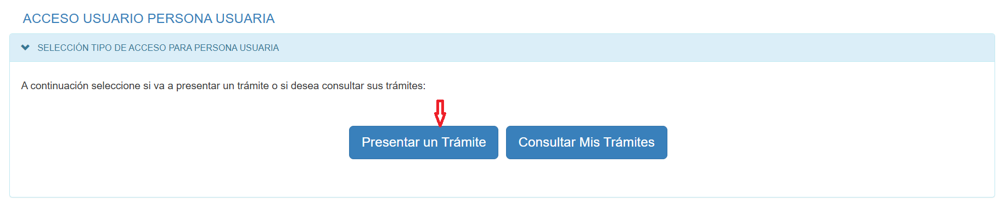 ACCESO USUARIO PERSONA USUARIA
SELECCIÓN TIPO DE ACCESO PARA PERSONA USUARIA
A continuación seleccione si va a presentar un trámite o si desea consultar sus trámites:
Presentar un Trámite
Consultar Mis Trámites